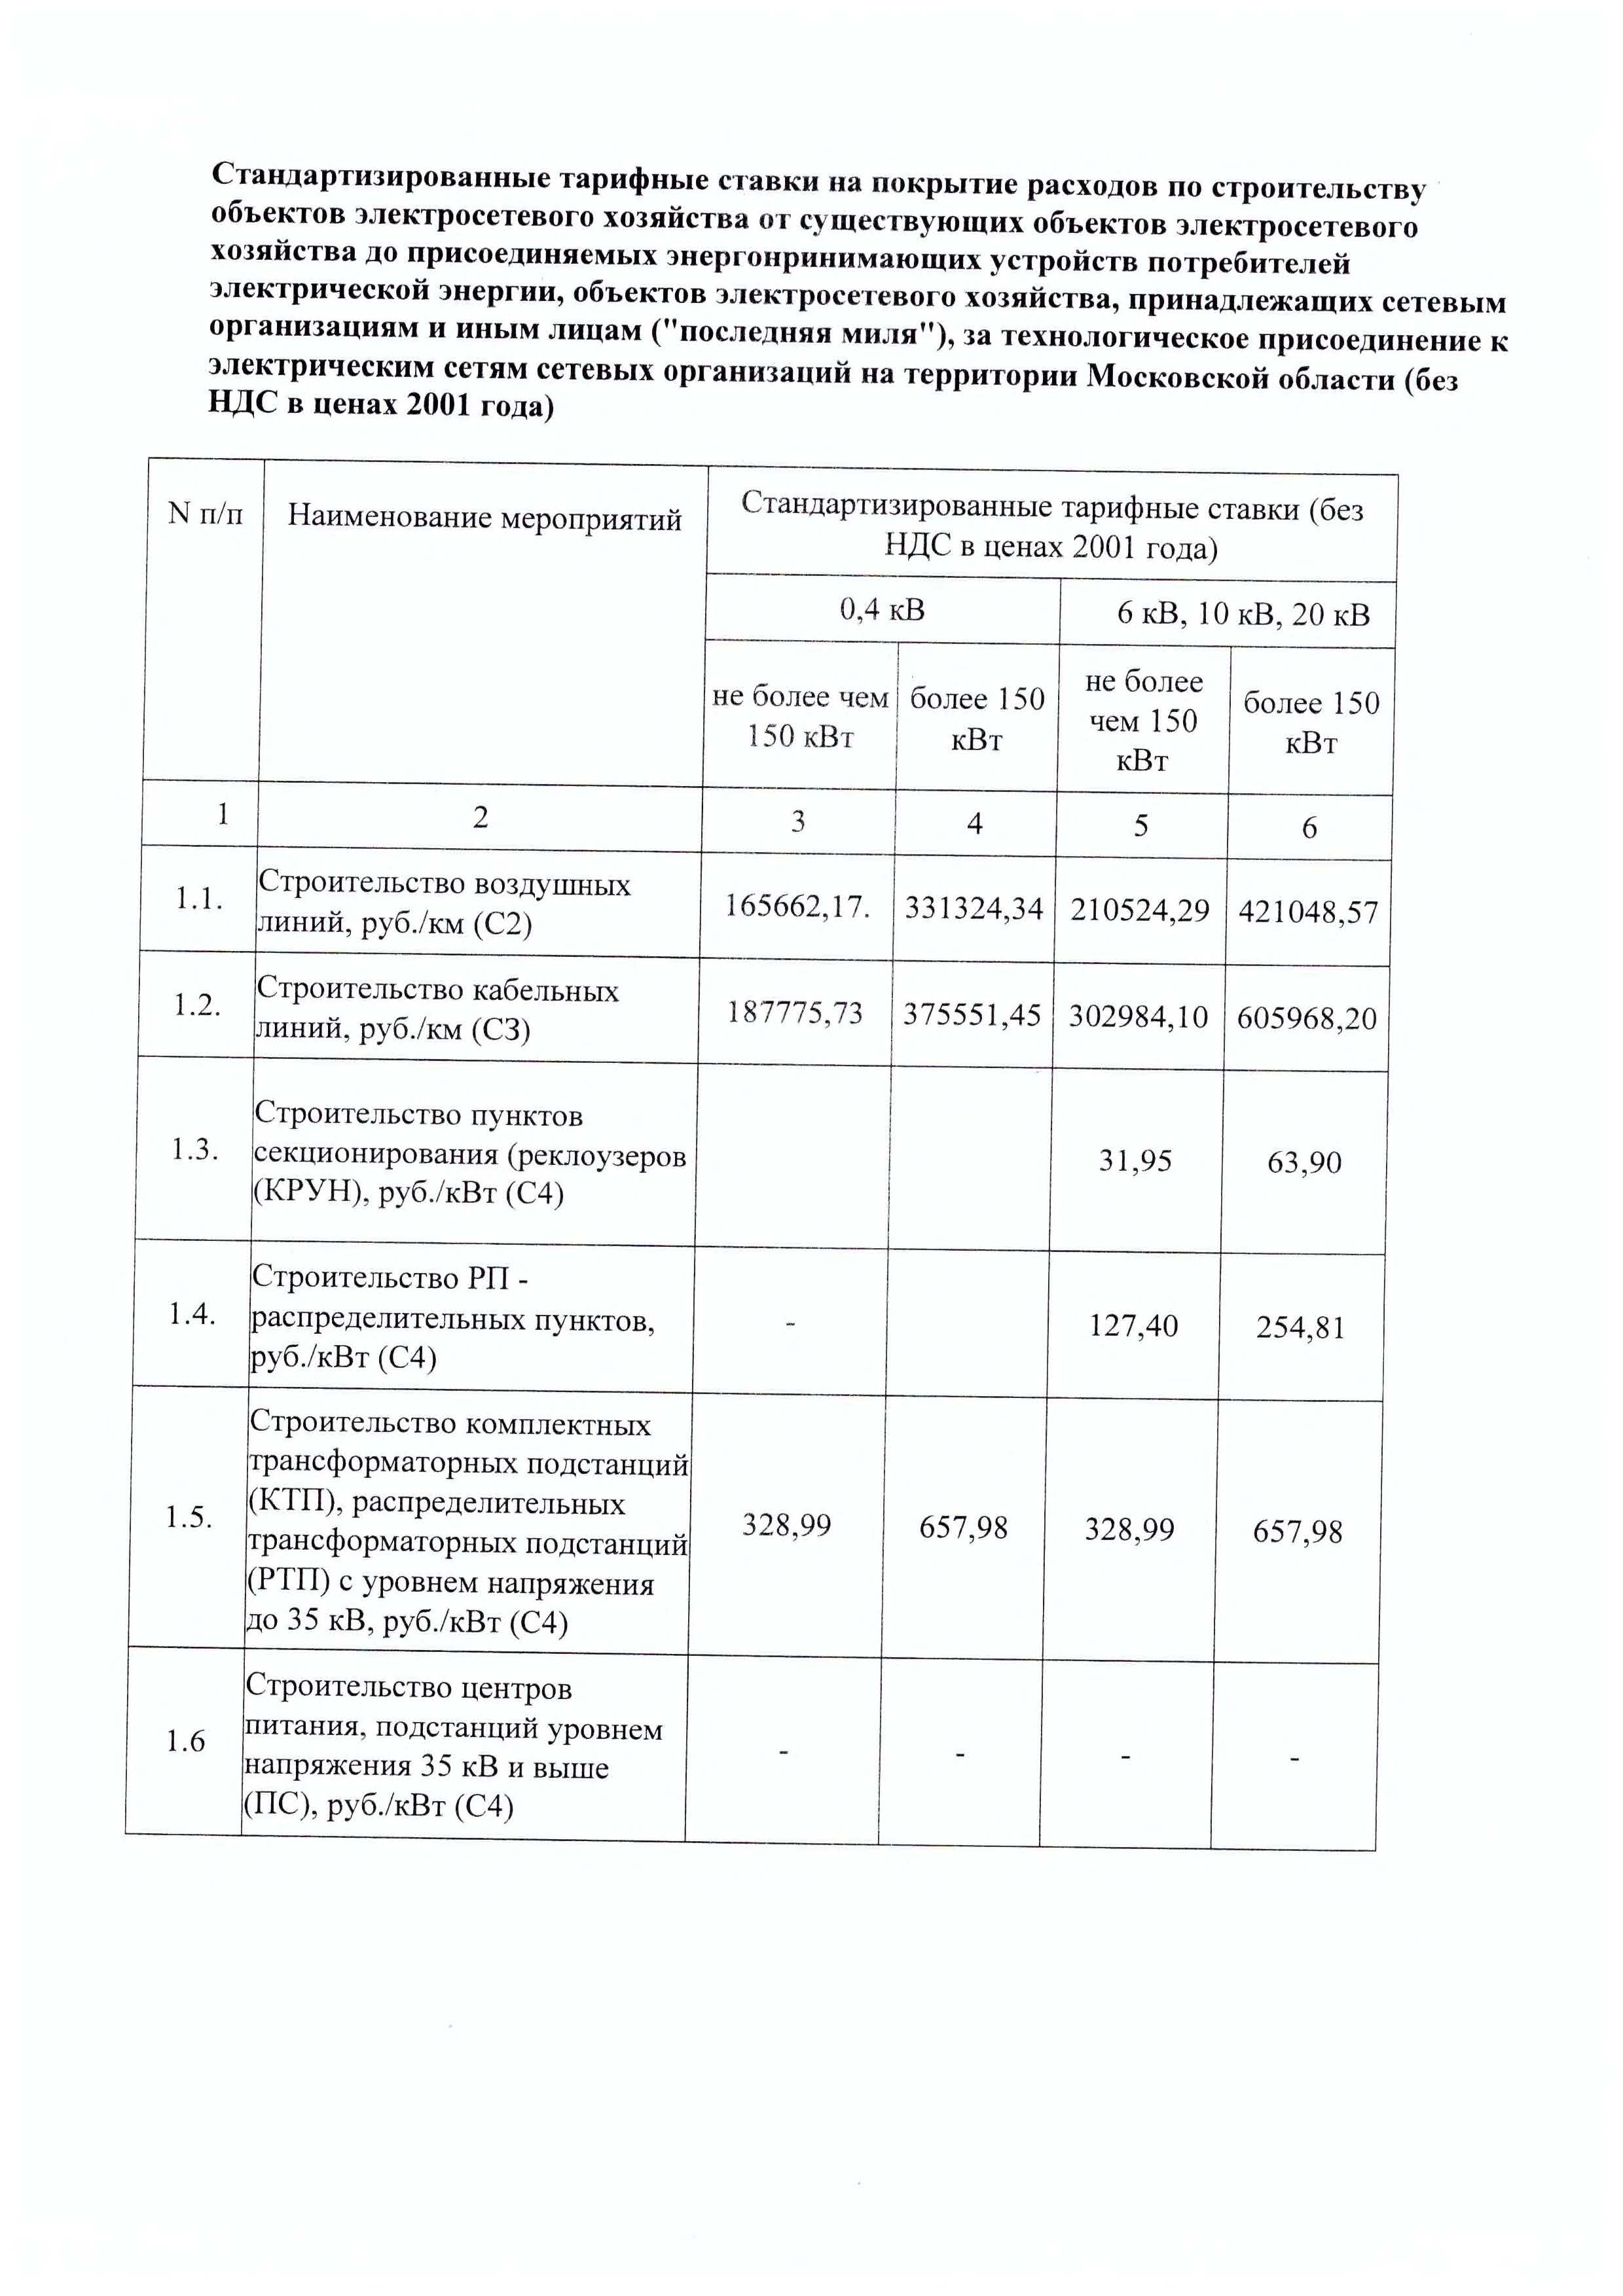 Стандартизированные тарифные ставки на покрытие расходов по строительству
объектов электросетевого хозяйства от существующих объектов электросетевого
хозяйства до присоединяемых энергонринимающих устройств потребителей
электрической энергии, объектов электросетевого хозяйства, принадлежащих сетевым
организациям и иным лицам ("последняя миля"), за технологическое присоединение к
электрическим сетям сетевых организаций на территории Московской области (без
НДС в ценах 2001 года)
N п/п
Наименование мероприятий
Стандартизированные тарифные ставки (без
НДС в ценах 2001 года)
0,4 кВ
6 кВ, 10 кВ, 20 кВ
не более чем
150 кВт
более 150
кВт
не более
чем 150
кВт
более 150
кВт
1 2 3 4 5 6
1.1.
Строительство воздушных
линий, руб./км (С2)
165662,17. 331324,34 210524,29 421048,57
1.2.
Строительство кабельных
линий, руб./км (С3)
187775,73 375551,45 302984,10 605968,20
1.3.
Строительство пунктов
секционирования (реклоузеров
(КРУН), руб./кВт (С4)
31,95 63,90
1.4.
Строительство РП -
распределительных пунктов,
руб./кВт (С4)
- 127,40 254,81
1.5.
Строительство комплектных
трансформаторных подстанций
(КТП), распределительных
трансформаторных подстанций
(РТП) с уровнем напряжения
до 35 кВ, руб./кВт (С4)
328,99 657,98 328,99 657,98
1.6
Строительство центров
питания, подстанций уровнем
напряжения 35 кВ и выше
(ПС), руб./кВт (С4)
- - - -